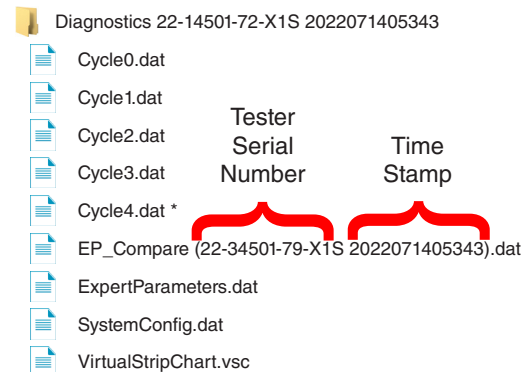 Diagnostics 22-14501-72-X1S 2022071405343
Cycle0.dat
Cycle1.dat
Cycle2.dat
Cycle3.dat
Cycle4.dat *
Tester
Serial
Number
Time
Stamp
EP_Compare (22-34501-79-X1S 2022071405343).dat
ExpertParameters.dat
SystemConfig.dat
VirtualStripChart.vsc